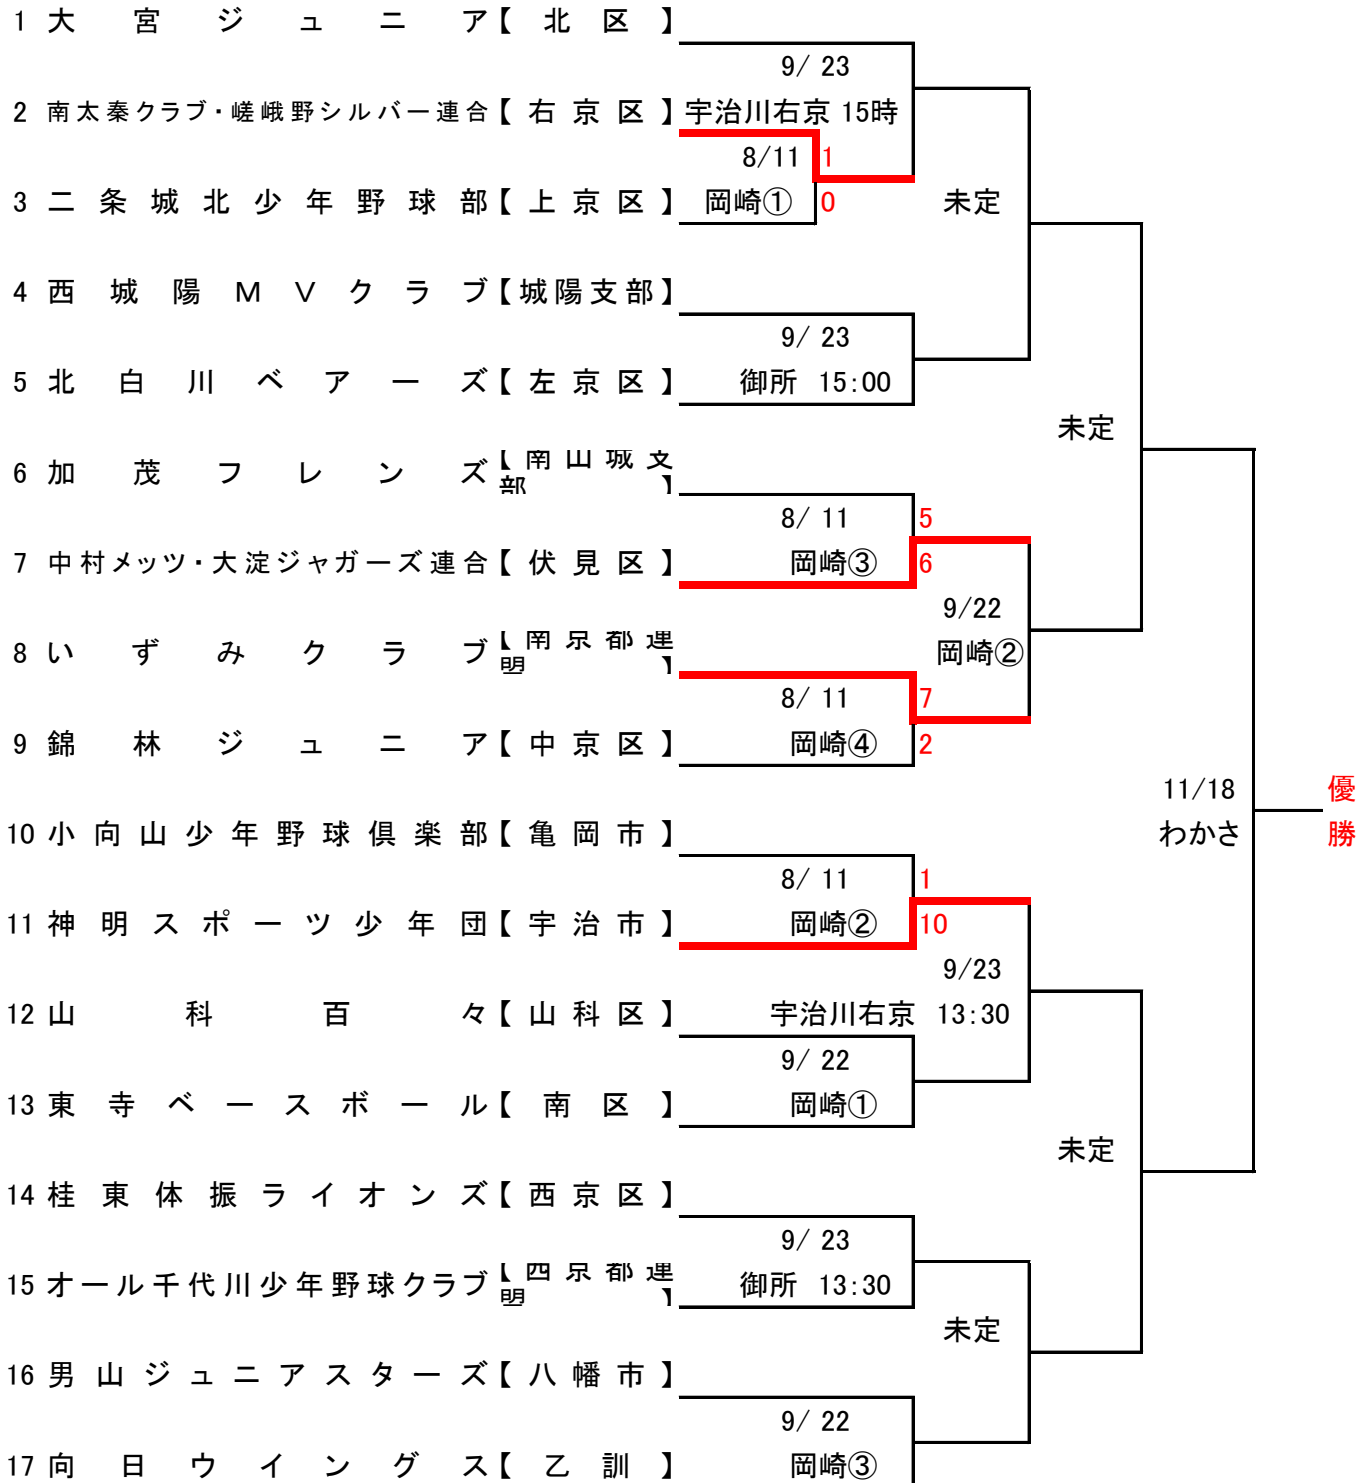 1 大宮ジュニア【北区】
9/ 23
2 南太秦クラブ・嵯峨野シルバー連合【右京区】宇治川右京 15時
8/11 1
3 二条城北少年野球部【上京区】 岡崎① 0 未定
4 西城陽MVクラブ【城陽支部】
9/ 23
5 北白川ベアーズ【左京区】 御所 15:00
未定
6 加茂フレンズ【南山城支部】
8/ 11 5
7 中村メッツ・大淀ジャガーズ連合【伏見区】 岡崎③ 6
9/22
8 いずみクラブ【南京都連盟】 岡崎②
8/ 11 7
9 錦林ジュニア【中京区】 岡崎④ 2
11/18 優
10 小向山少年野球倶楽部【亀岡市】 わかさ 勝
8/ 11 1
11 神明スポーツ少年団【宇治市】 岡崎② 10
9/23
12 山科百々【山科区】 宇治川右京 13:30
9/ 22
13 東寺ベースボール【南区】 岡崎①
未定
14 桂東体振ライオンズ【西京区】
9/ 23
15 オール千代川少年野球クラブ【西京都連盟】 御所 13:30
未定
16 男山ジュニアスターズ【八幡市】
9/ 22
17 向日ウイングス【乙訓】 岡崎③